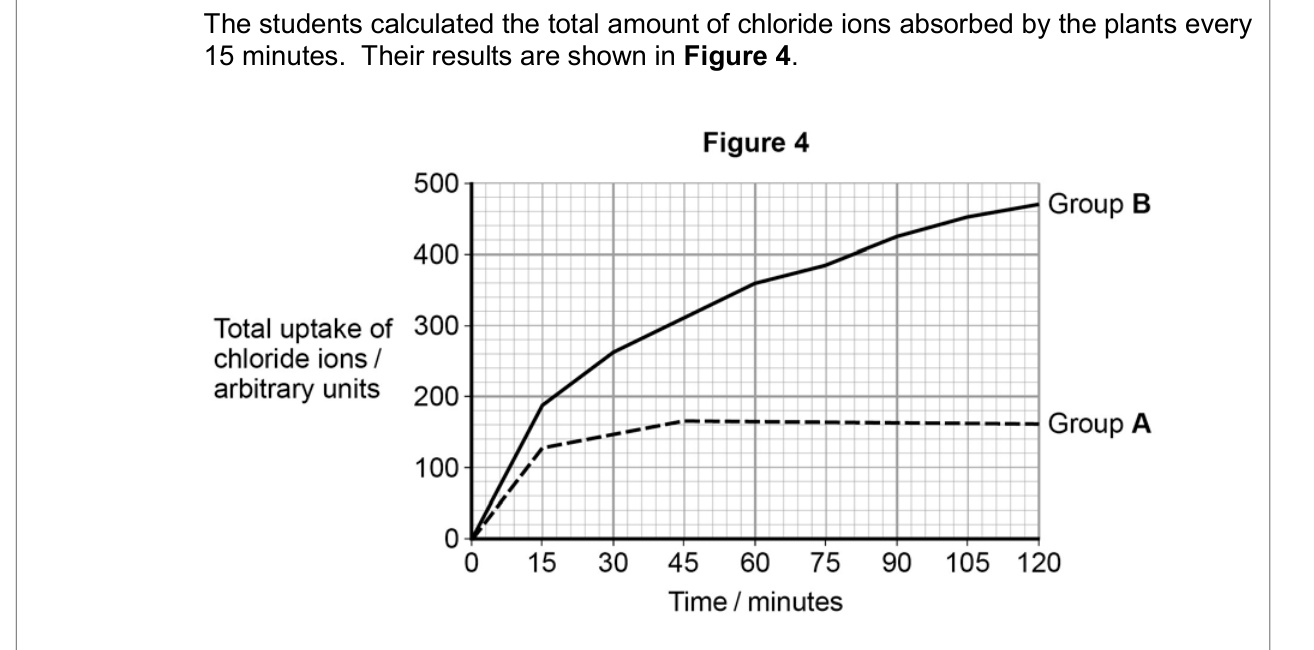 The students calculated the total amount of chloride ions absorbed by the plants every
15 minutes.  Their results are shown in Figure 4.
Figure 4
500
400
300
200
100
0
Total uptake of
chloride ions /
arbitrary units
Group B
Group A
0 15 30 45 60 75 90 105 120
Time / minutes